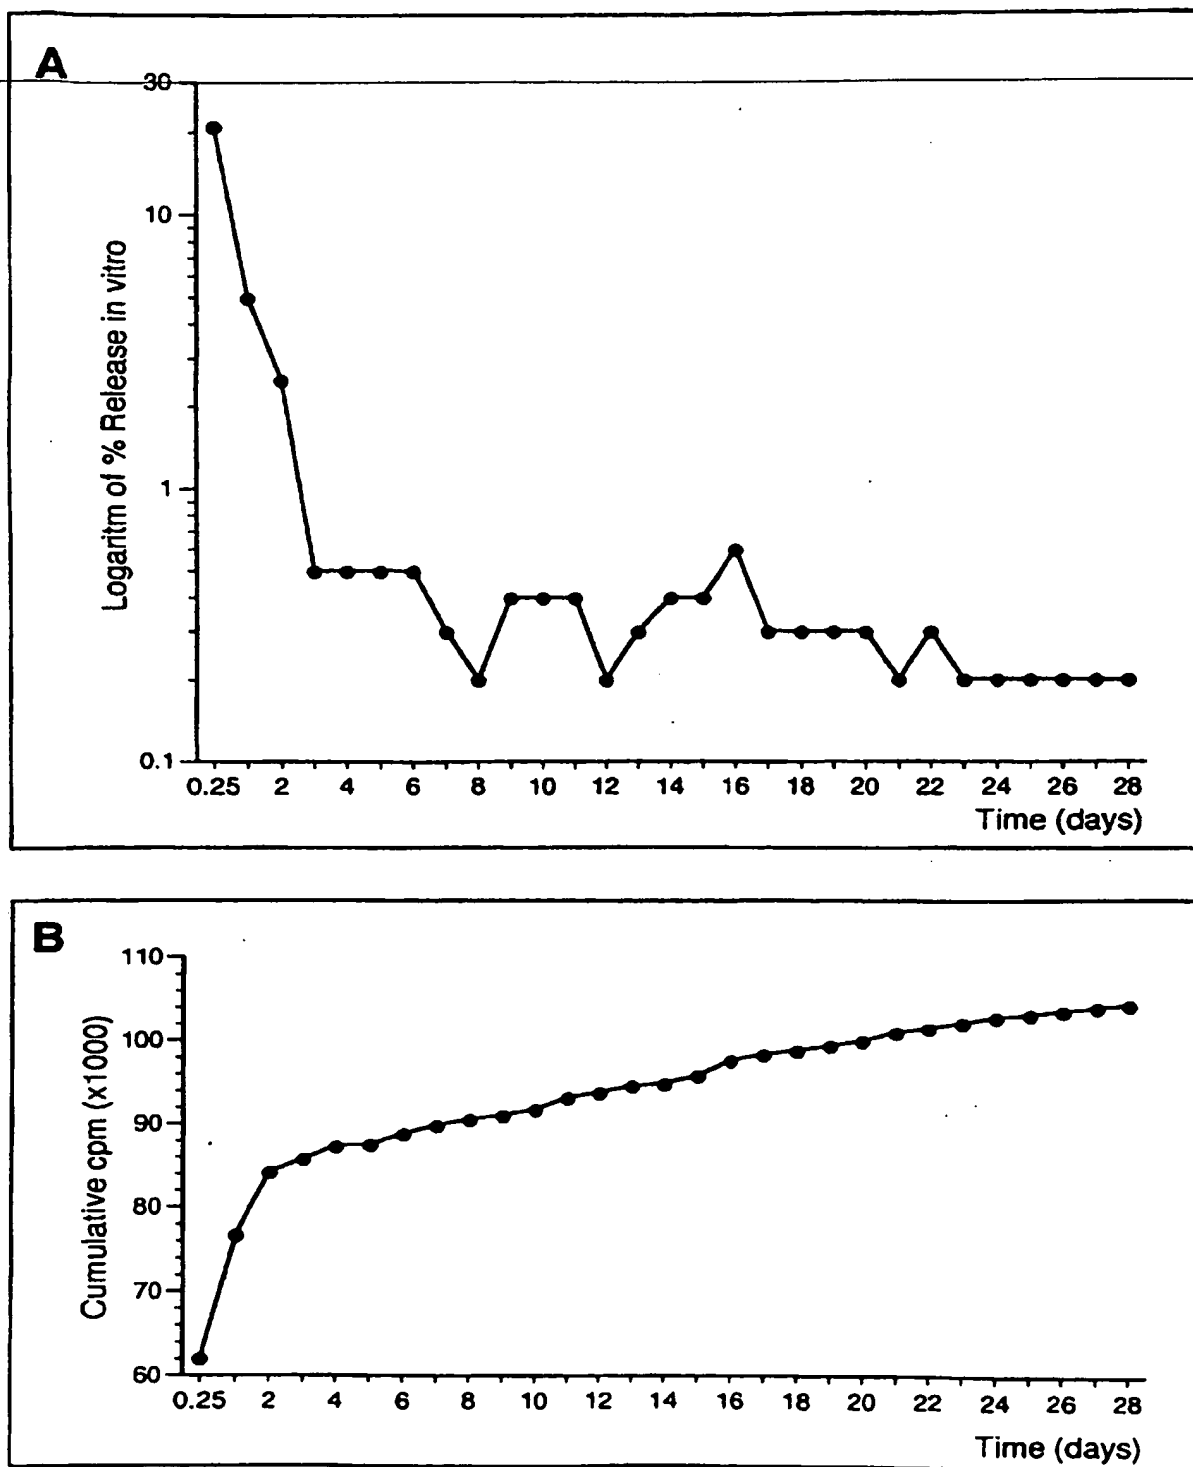 A
30
10
1
0.1
Logaritm of % Release in vitro
0.25 2 4 6 8 10 12 14 16 18 20 22 24 26 28
Time (days)
B
110
100
90
80
70
60
Cumulative cpm (x1000)
0.25 2 4 6 8 10 12 14 16 18 20 22 24 26 28
Time (days)